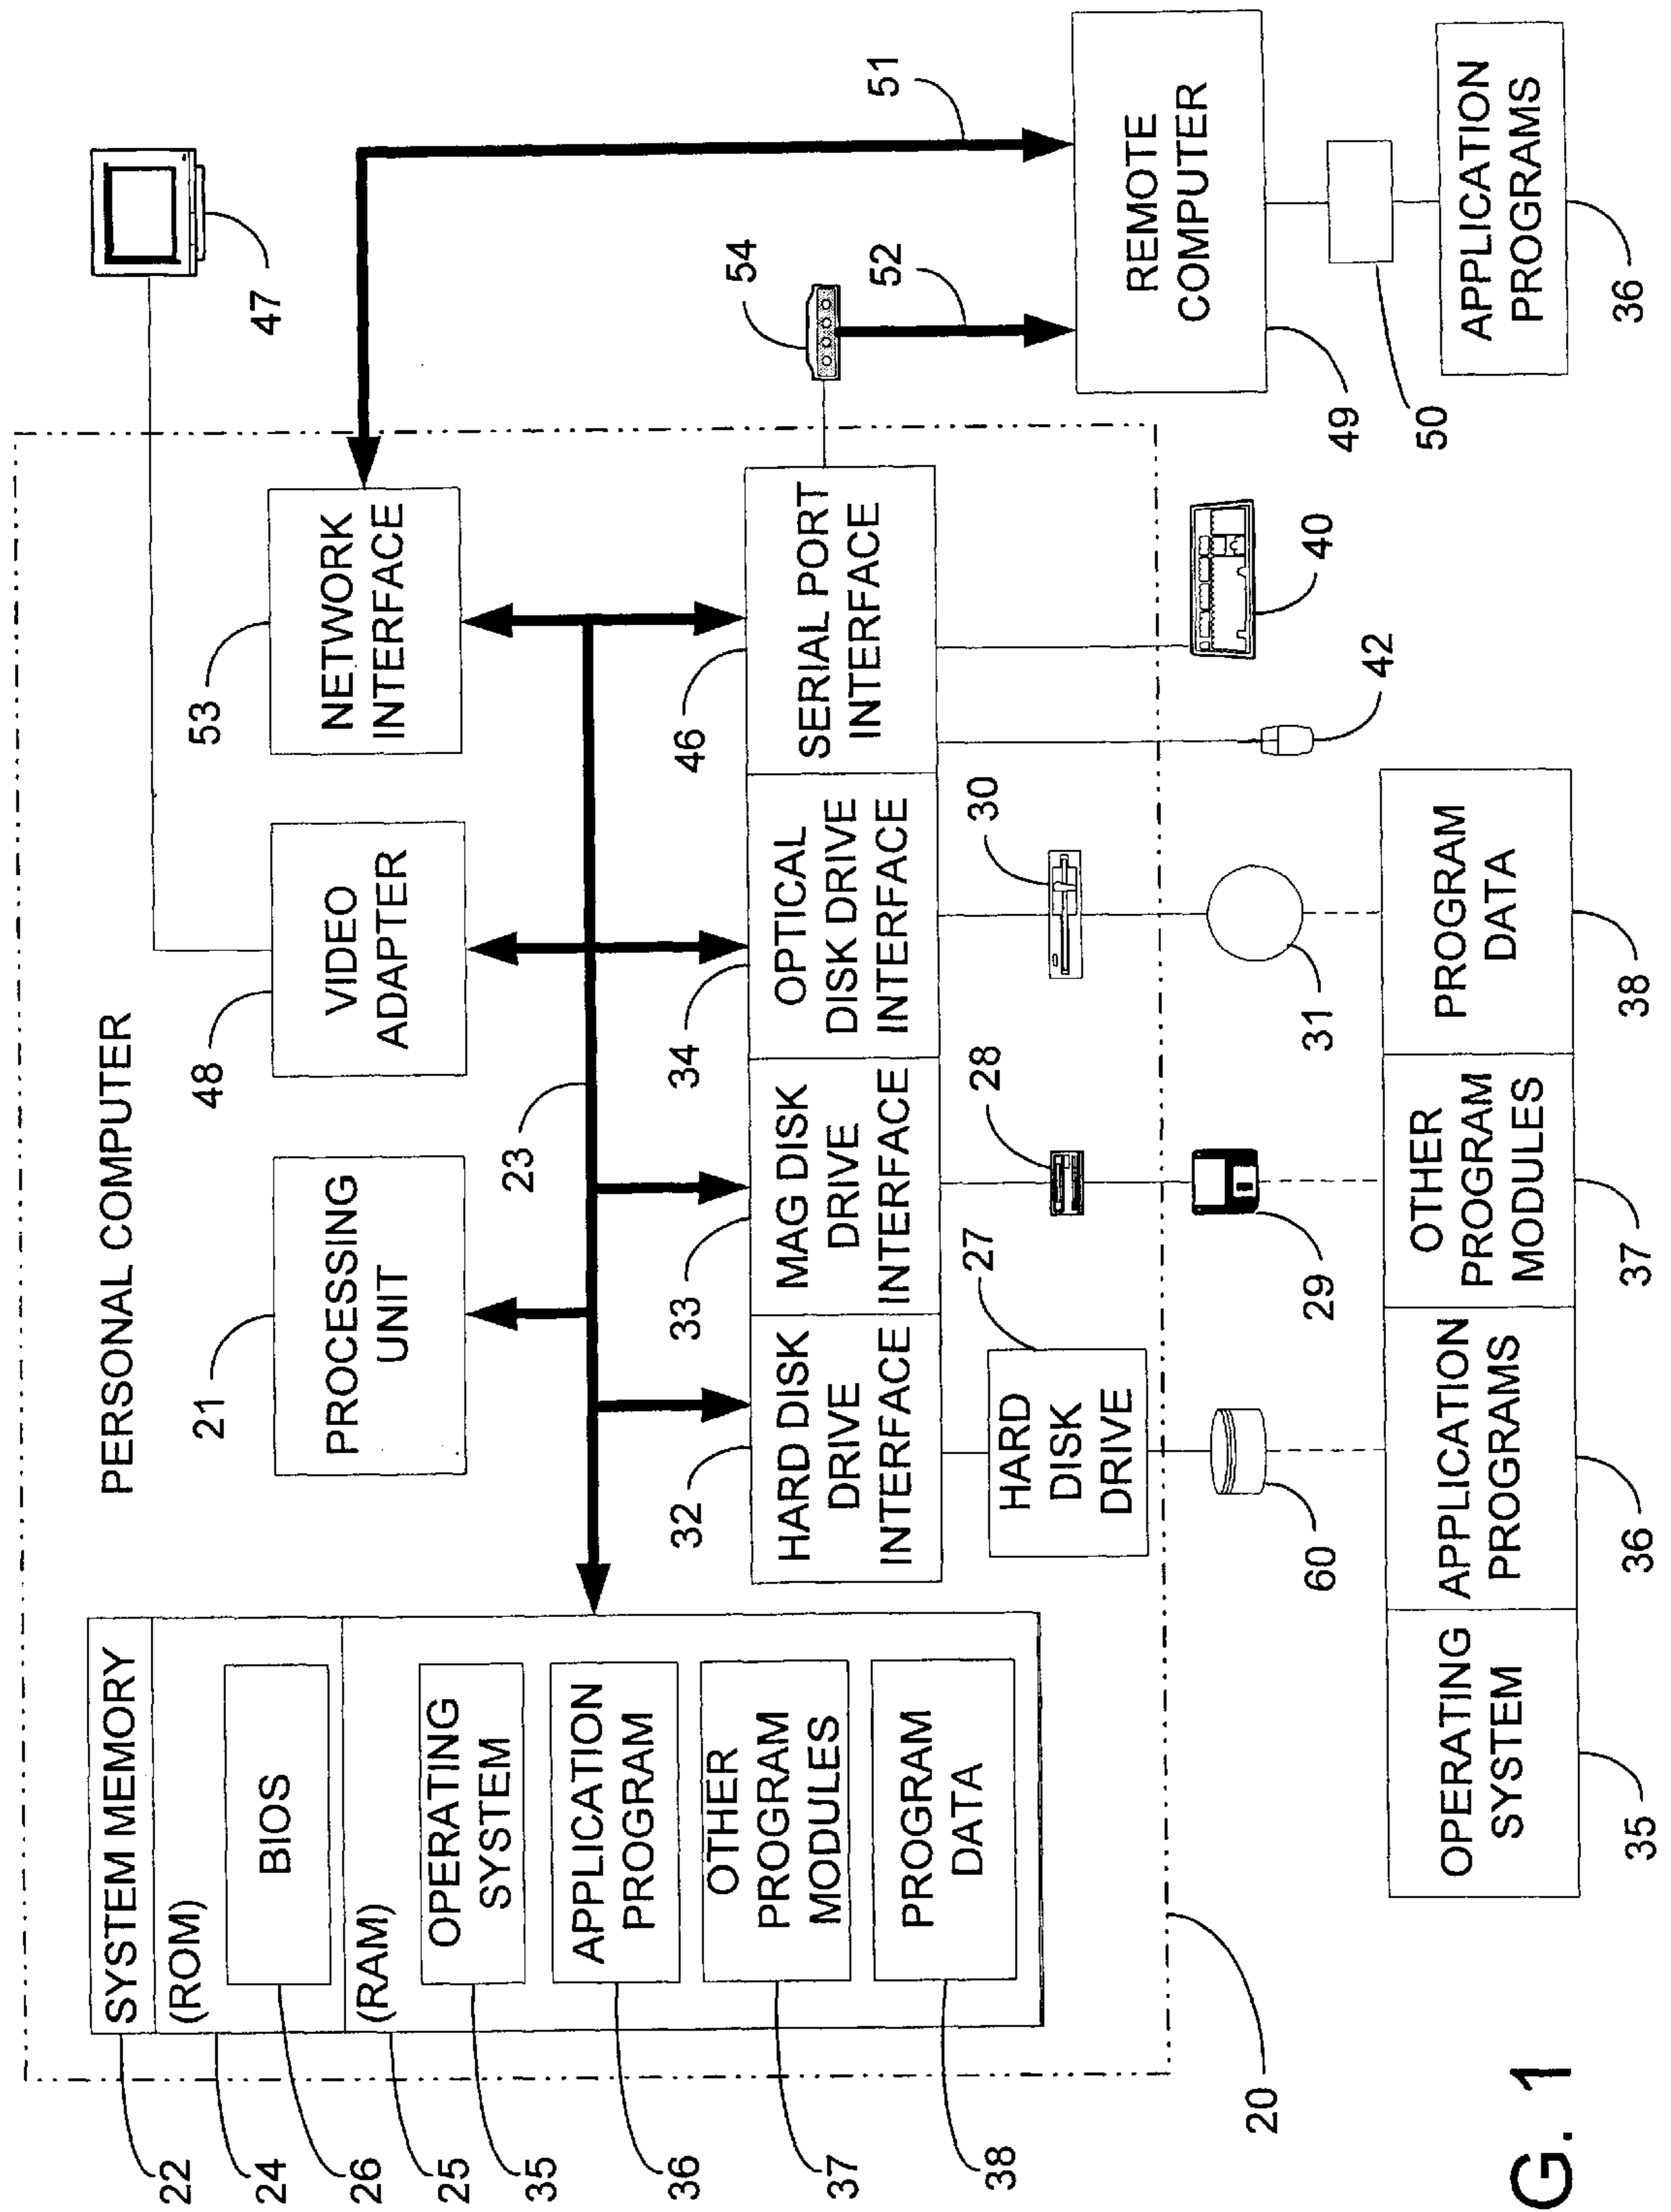 PERSONAL COMPUTER
47
SYSTEM MEMORY
22
(ROM)
24
BIOS
26
(RAM)
25
OPERATING
SYSTEM
35
APPLICATION
PROGRAM
36
OTHER
PROGRAM
MODULES
37
PROGRAM
DATA
38
21
PROCESSING
UNIT
48
VIDEO
ADAPTER
53
NETWORK
INTERFACE
23
32
HARD DISK
DRIVE
INTERFACE
33
MAG DISK
DRIVE
INTERFACE
34
OPTICAL
DISK DRIVE
INTERFACE
46
SERIAL PORT
INTERFACE
54
52
51
27
HARD
DISK
DRIVE
28
30
REMOTE
COMPUTER
49
50
APPLICATION
PROGRAMS
36
20
60
29
31
42
40
OPERATING
SYSTEM
35
APPLICATION
PROGRAMS
36
OTHER
PROGRAM
MODULES
37
PROGRAM
DATA
38
G. 1